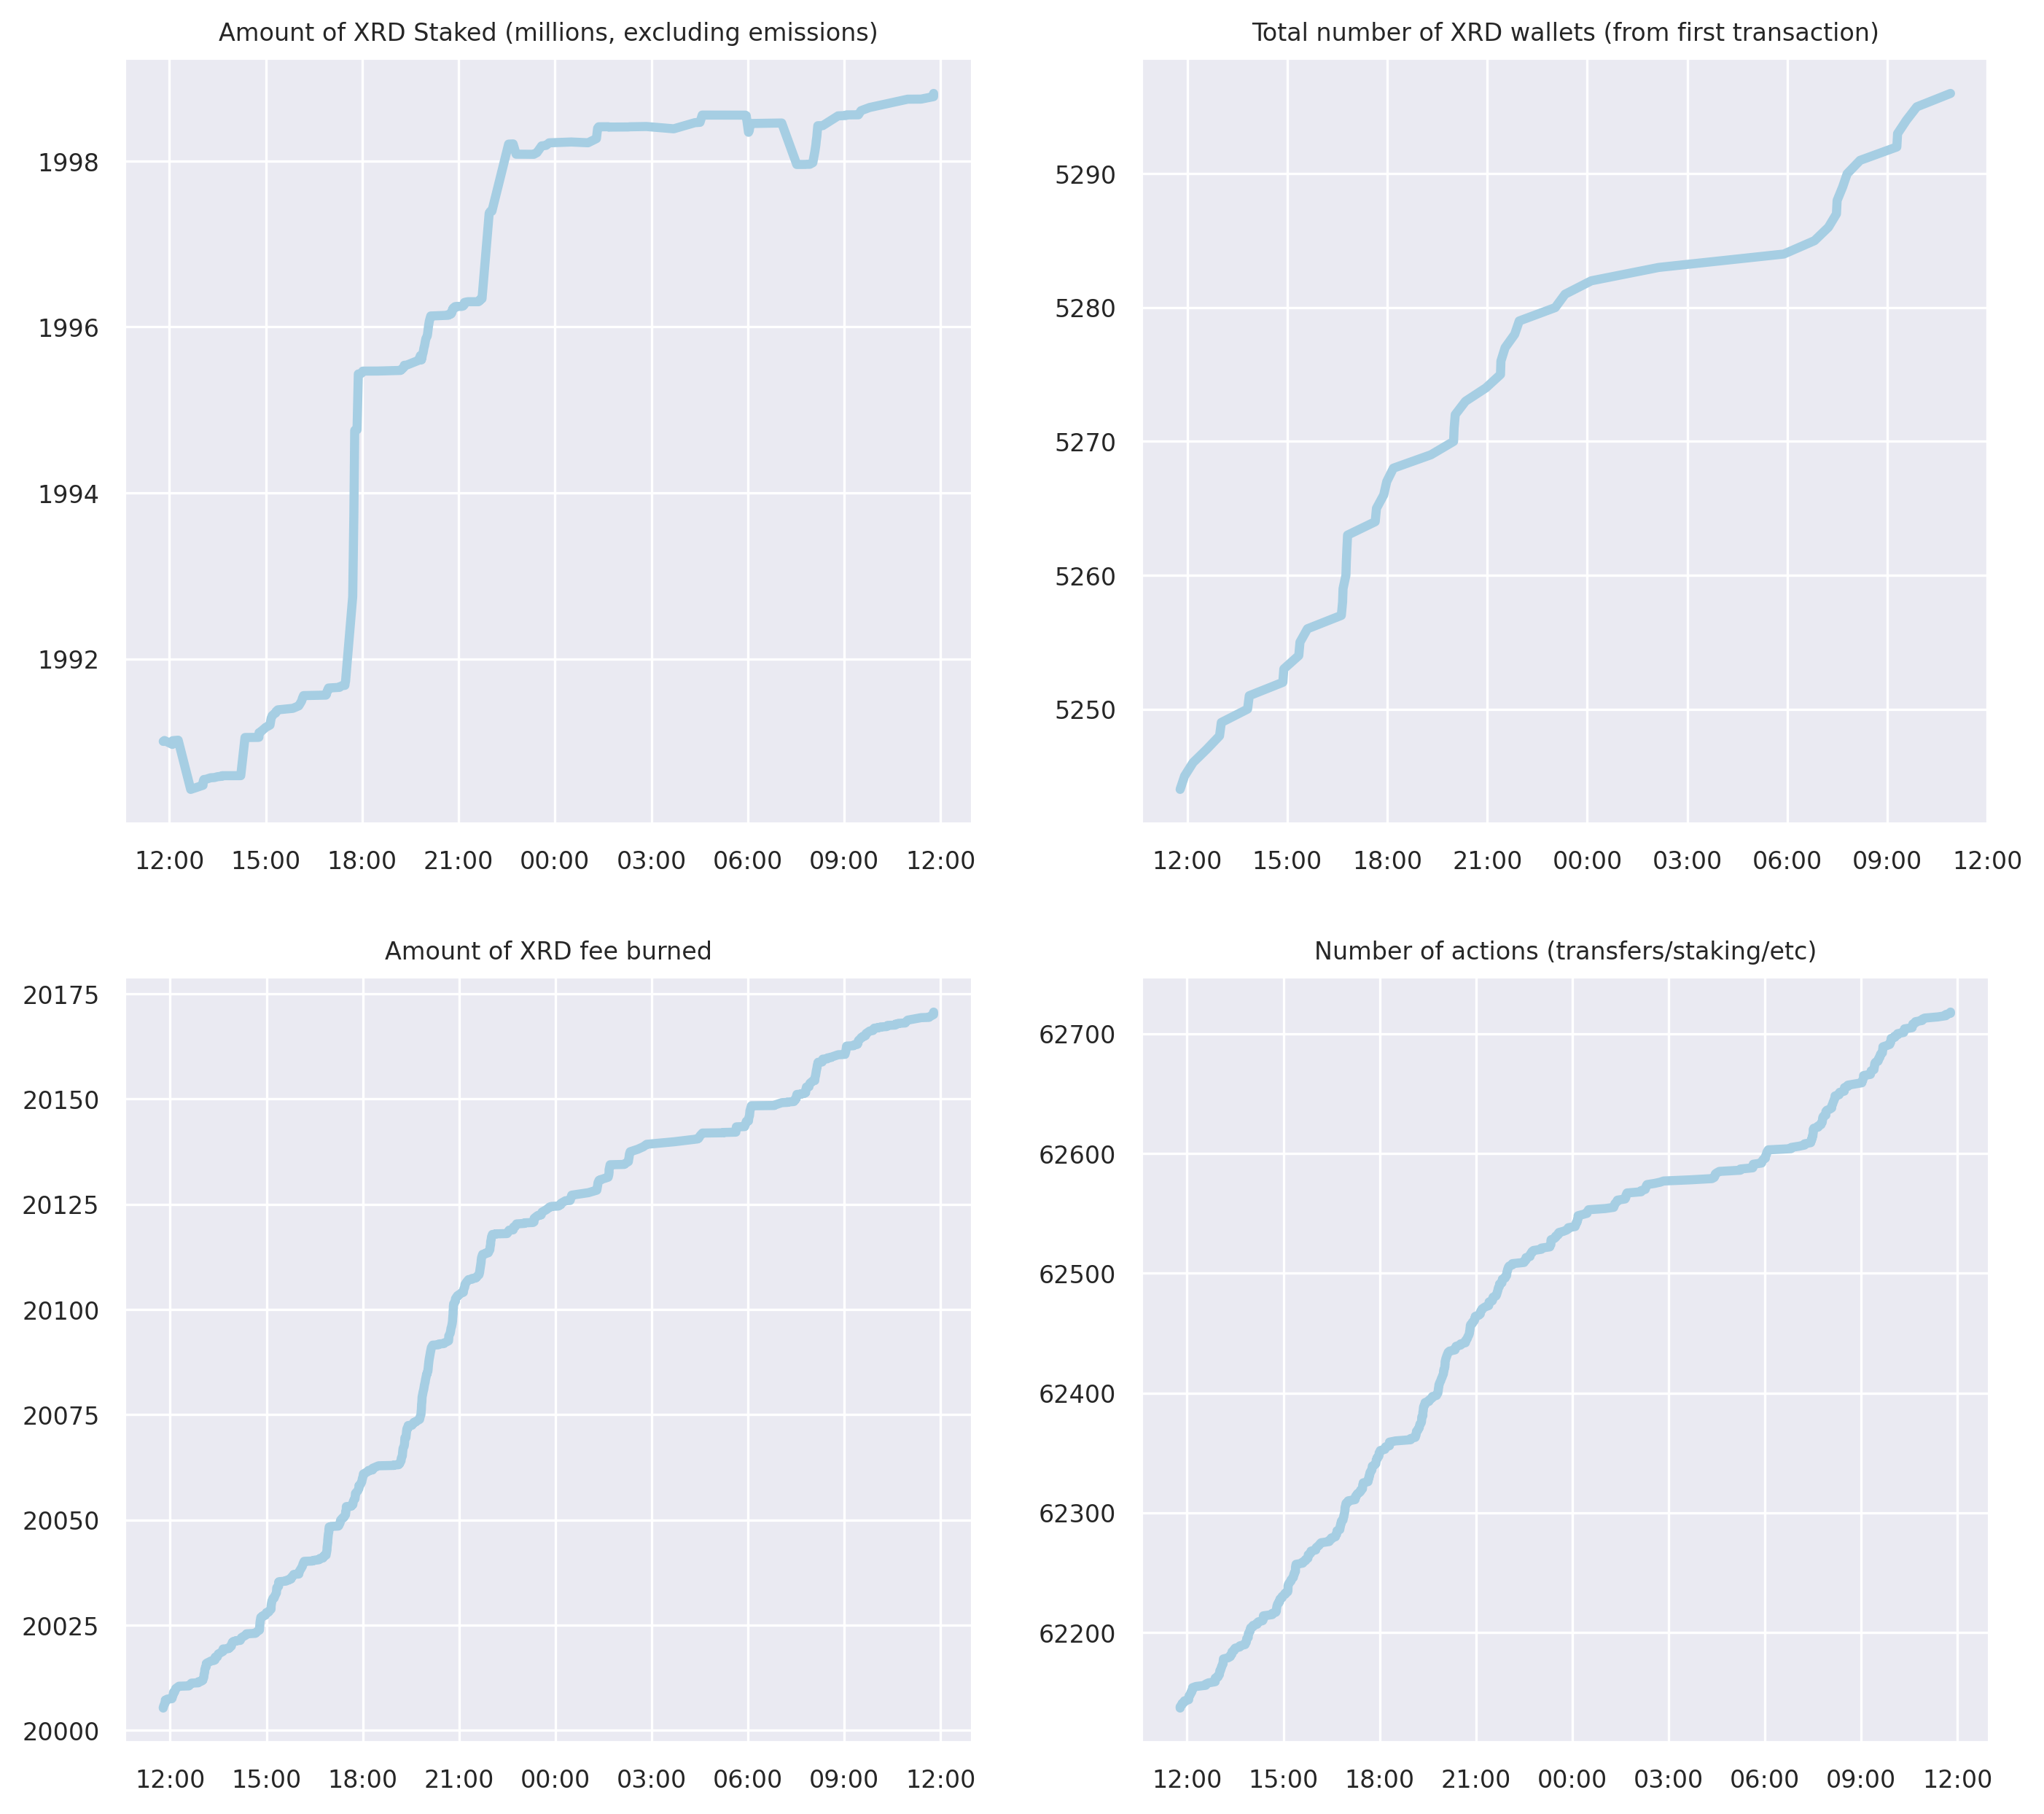 Amount of XRD Staked (millions, excluding emissions)
1998
1996
1994
1992
12:00 15:00 18:00 21:00 00:00 03:00 06:00 09:00 12:00
Total number of XRD wallets (from first transaction)
5290
5280
5270
5260
5250
12:00 15:00 18:00 21:00 00:00 03:00 06:00 09:00 12:00
Amount of XRD fee burned
20175
20150
20125
20100
20075
20050
20025
20000
12:00 15:00 18:00 21:00 00:00 03:00 06:00 09:00 12:00
Number of actions (transfers/staking/etc)
62700
62600
62500
62400
62300
62200
12:00 15:00 18:00 21:00 00:00 03:00 06:00 09:00 12:00